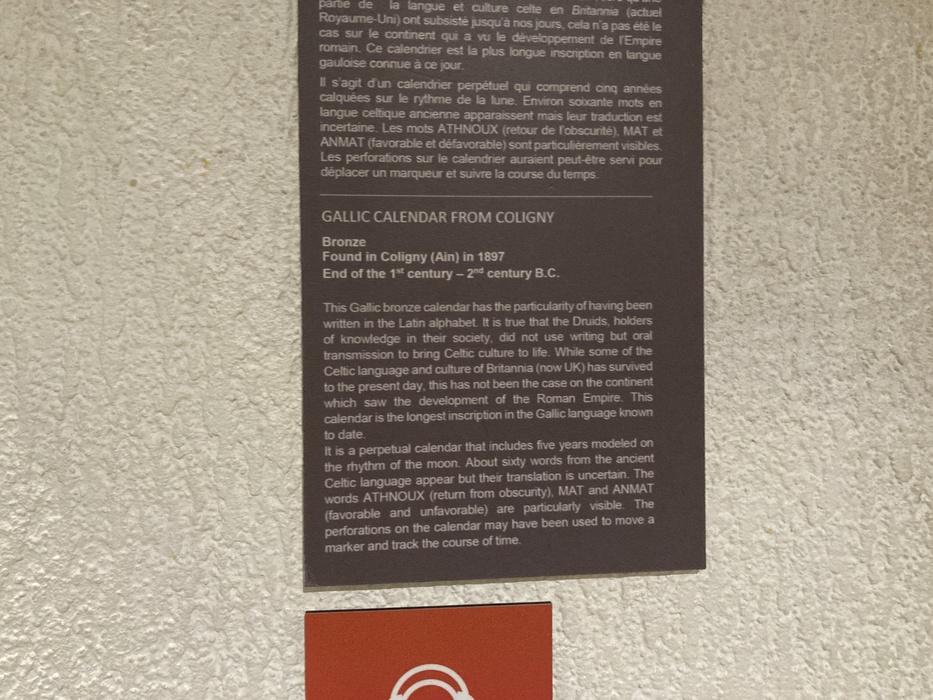 partie de la langue et culture celte en Britannia (actuel
Royaume-Uni) ont subsisté jusqu'à nos jours, cela n'a pas été le
cas sur le continent qui a vu le développement de l'Empire
romain. Ce calendrier est la plus longue inscription en langue
gauloise connue à ce jour.
Il s'agit d'un calendrier perpétuel qui comprend cinq années
calquées sur le rythme de la lune. Environ soixante mots en
langue celtique ancienne apparaissent mais leur traduction est
incertaine. Les mots ATHNOUX (retour de l'obscurité), MAT et
ANMAT (favorable et défavorable) sont particulièrement visibles.
Les perforations sur le calendrier auraient peut-être servi pour
déplacer un marqueur et suivre la course du temps.
GALLIC CALENDAR FROM COLIGNY
Bronze
Found in Coligny (Ain) in 1897
End of the 1st century – 2nd century B.C.
This Gallic bronze calendar has the particularity of having been
written in the Latin alphabet. It is true that the Druids, holders
of knowledge in their society, did not use writing but oral
transmission to bring Celtic culture to life. While some of the
Celtic language and culture of Britannia (now UK) has survived
to the present day, this has not been the case on the continent
which saw the development of the Roman Empire. This
calendar is the longest inscription in the Gallic language known
to date.
It is a perpetual calendar that includes five years modeled on
the rhythm of the moon. About sixty words from the ancient
Celtic language appear but their translation is uncertain. The
words ATHNOUX (return from obscurity), MAT and ANMAT
(favorable and unfavorable) are particularly visible. The
perforations on the calendar may have been used to move a
marker and track the course of time.